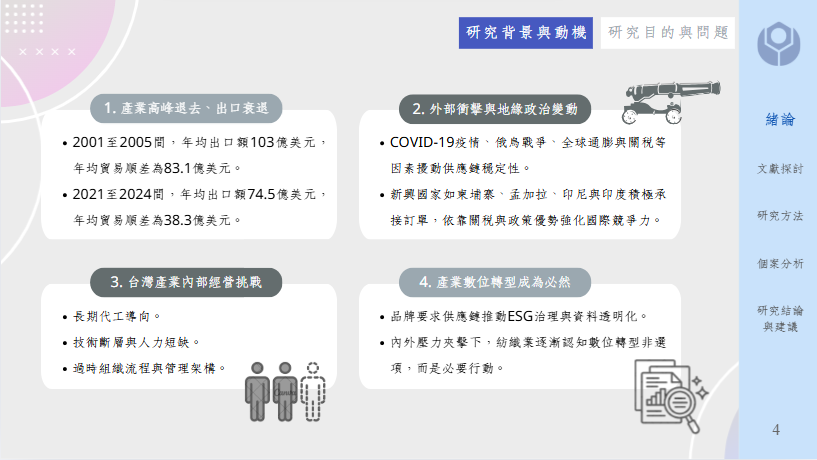 研究背景與動機
研究目的與問題
1. 產業高峰退去、出口衰退
• 2001至2005間，年均出口額103億美元，
年均貿易順差為83.1億美元。
• 2021至2024間，年均出口額74.5億美元，
年均貿易順差為38.3億美元。
2. 外部衝擊與地緣政治變動
• COVID-19疫情、俄烏戰爭、全球通膨與關稅等
因素擾動供應鏈穩定性。
• 新興國家如柬埔寨、孟加拉、印尼與印度積極承
接訂單，依靠關稅與政策優勢強化國際競爭力。
3. 台灣產業內部經營挑戰
• 長期代工導向。
• 技術斷層與人力短缺。
• 過時組織流程與管理架構。
4. 產業數位轉型成為必然
• 品牌要求供應鏈推動ESG治理與資料透明化。
• 內外壓力夾擊下，紡織業逐漸認知數位轉型非選
項，而是必要行動。
緒論
文獻探討
研究方法
個案分析
研究結論
與建議
4